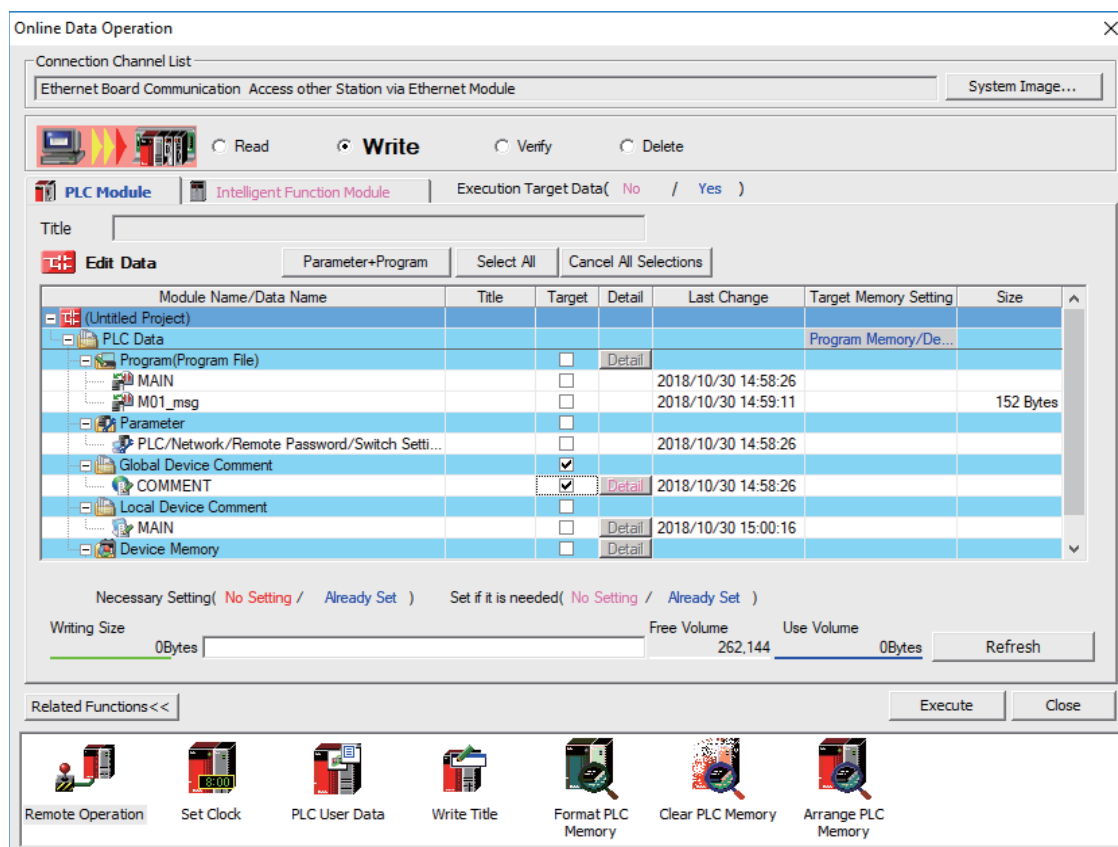 Online Data Operation
Connection Channel List
Ethernet Board Communication Access other Station via Ethernet Module
System Image...
Read
Write
Verify
Delete
PLC Module
Intelligent Function Module
Execution Target Data( No / Yes )
Title
Edit Data
Parameter+Program
Select All
Cancel All Selections
Module Name/Data Name Title Target Detail Last Change Target Memory Setting Size
(Untitled Project)
PLC Data Program Memory/De...
Program(Program File) Detail
MAIN 2018/10/30 14:58:26
M01_msg 2018/10/30 14:59:11 152 Bytes
Parameter
PLC/Network/Remote Password/Switch Setti... 2018/10/30 14:58:26
Global Device Comment
COMMENT Detail 2018/10/30 14:58:26
Local Device Comment
MAIN Detail 2018/10/30 15:00:16
Device Memory Detail
Necessary Setting( No Setting / Already Set ) Set if it is needed( No Setting / Already Set )
Writing Size Free Volume Use Volume
0Bytes 262,144 0Bytes Refresh
Related Functions<<
Execute
Close
8:00
Remote Operation
Set Clock
PLC User Data
Write Title
Format PLC
Memory
Clear PLC Memory
Arrange PLC
Memory